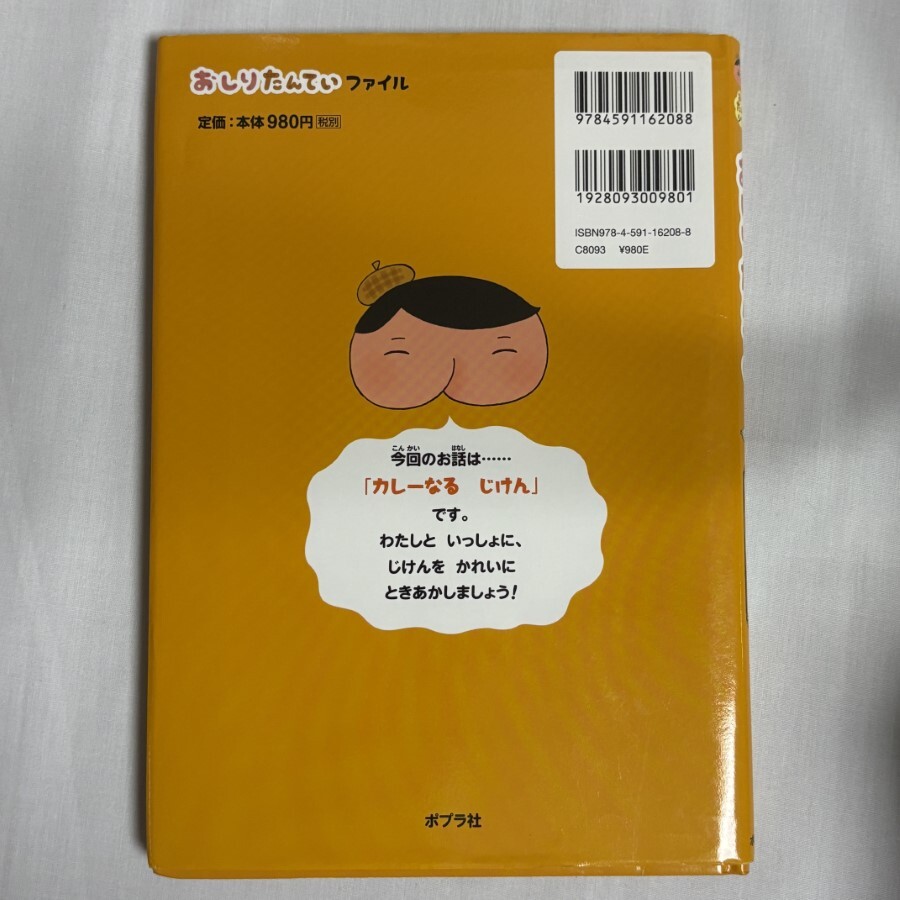 おしりたんてい ファイル
定価：本体980円 税別
9784591162088
1928093009801
ISBN978-4-591-16208-8
C8093 ¥980E
今回のお話は……
「カレーなる じけん」
です。
わたしと いっしょに、
じけんを かれいに
ときあかしましょう！
ポプラ社